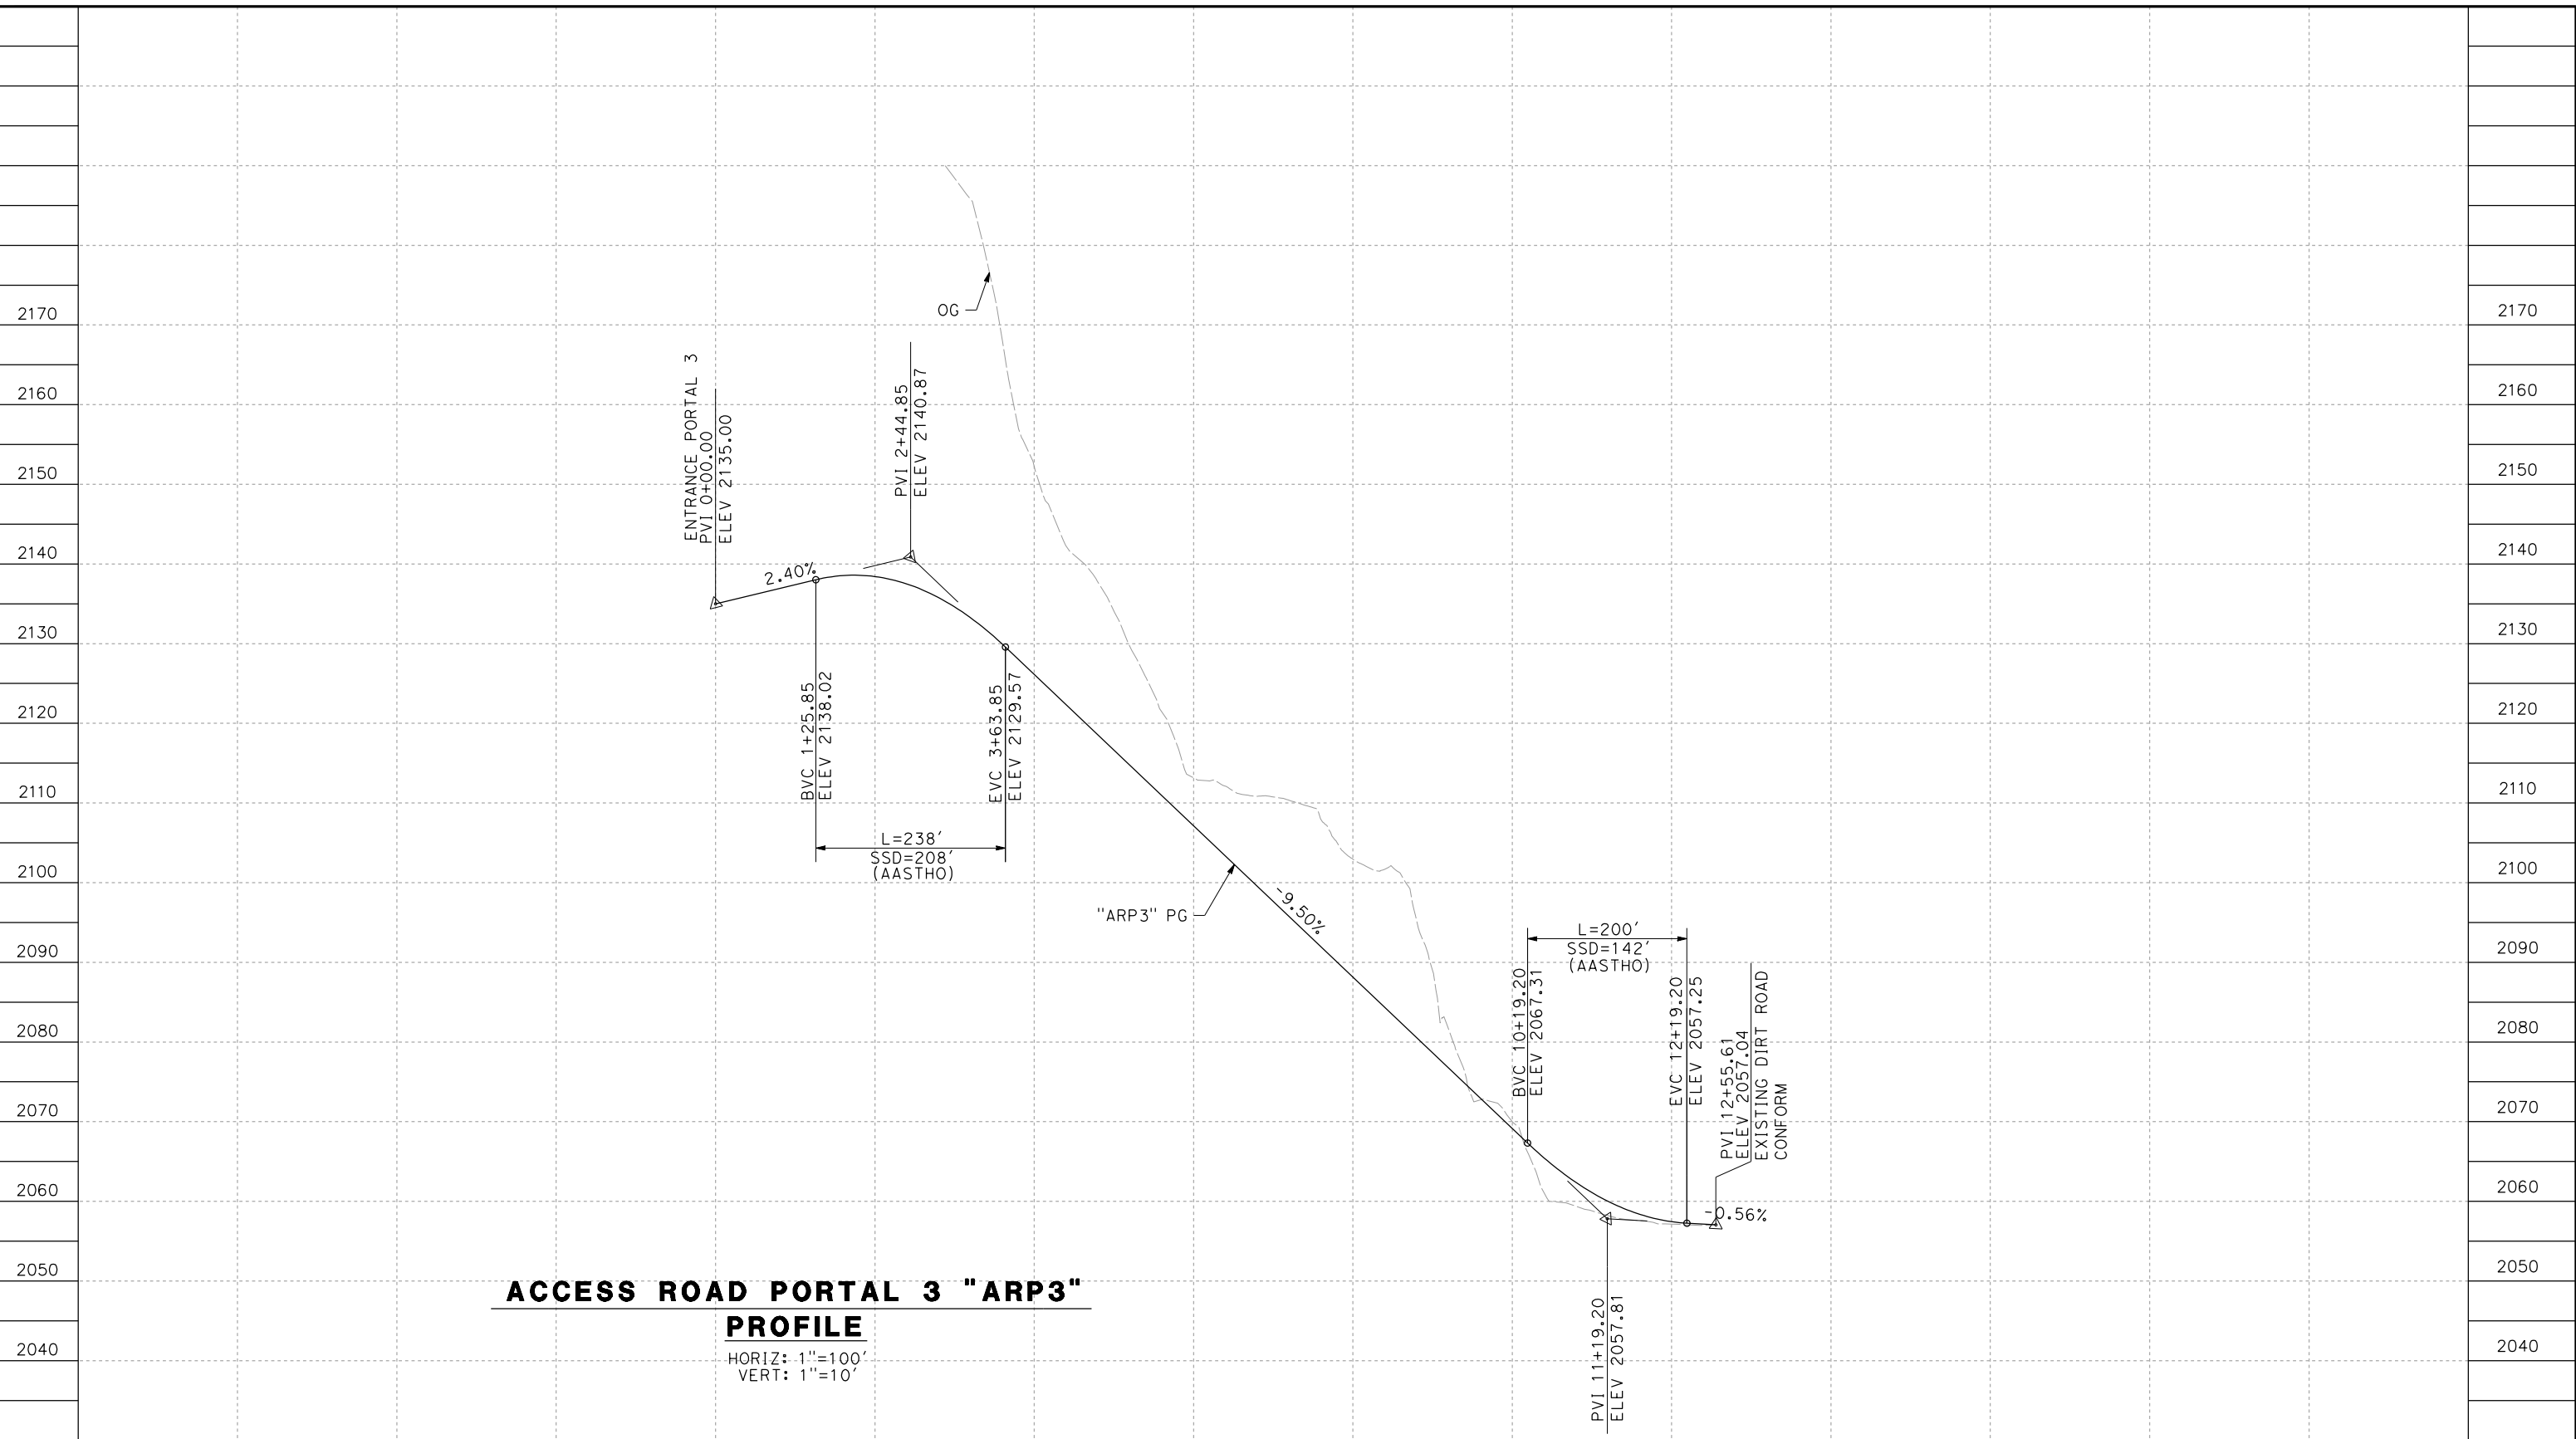 2170
2160
2150
2140
2130
2120
2110
2100
2090
2080
2070
2060
2050
2040
OG
ENTRANCE PORTAL 3
PVI 0+00.00
ELEV 2135.00
2.40%
PVI 2+44.85
ELEV 2140.87
BVC 1+25.85
ELEV 2138.02
EVC 3+63.85
ELEV 2129.57
L=238'
SSD=208'
(AASTHO)
"ARP3" PG
-9.50%
L=200'
SSD=142'
(AASTHO)
BVC 10+19.20
ELEV 2067.31
EVC 12+19.20
ELEV 2057.25
PVI 12+55.61
ELEV 2057.04
EXISTING DIRT ROAD
CONFORM
-0.56%
PVI 11+19.20
ELEV 2057.81
ACCESS ROAD PORTAL 3 "ARP3"
PROFILE
HORIZ: 1"=100'
VERT: 1"=10'
2170
2160
2150
2140
2130
2120
2110
2100
2090
2080
2070
2060
2050
2040